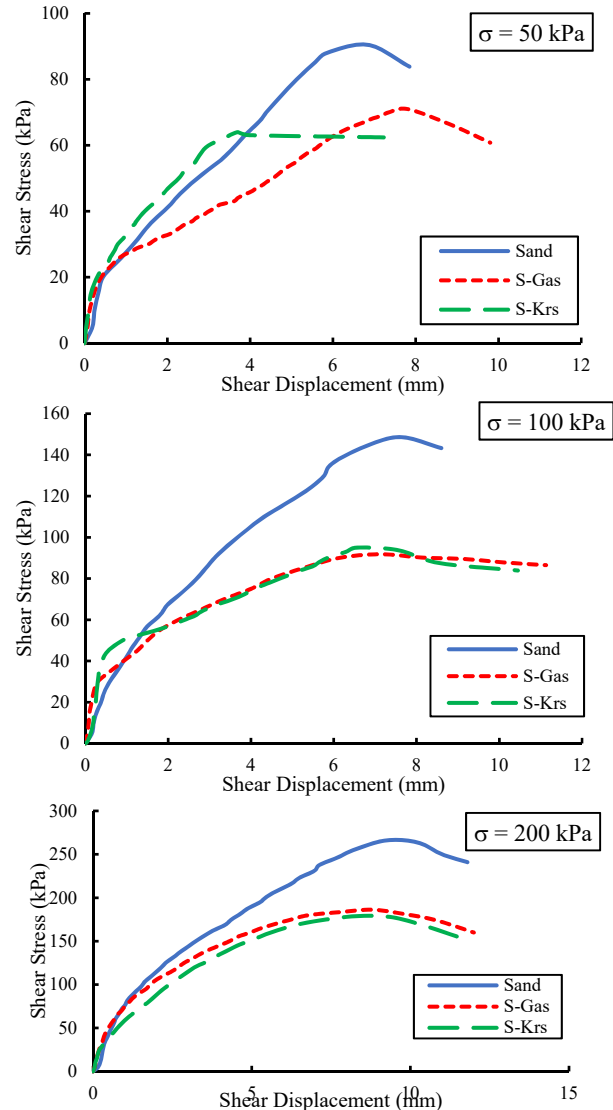 σ = 50 kPa
100
80
60
40
20
0
Shear Stress (kPa)
Sand
S-Gas
S-Krs
0 2 4 6 8 10 12
Shear Displacement (mm)
σ = 100 kPa
160
140
120
100
80
60
40
20
0
Shear Stress (kPa)
Sand
S-Gas
S-Krs
0 2 4 6 8 10 12
Shear Displacement (mm)
σ = 200 kPa
300
250
200
150
100
50
0
Shear Stress (kPa)
Sand
S-Gas
S-Krs
0 5 10 15
Shear Displacement (mm)